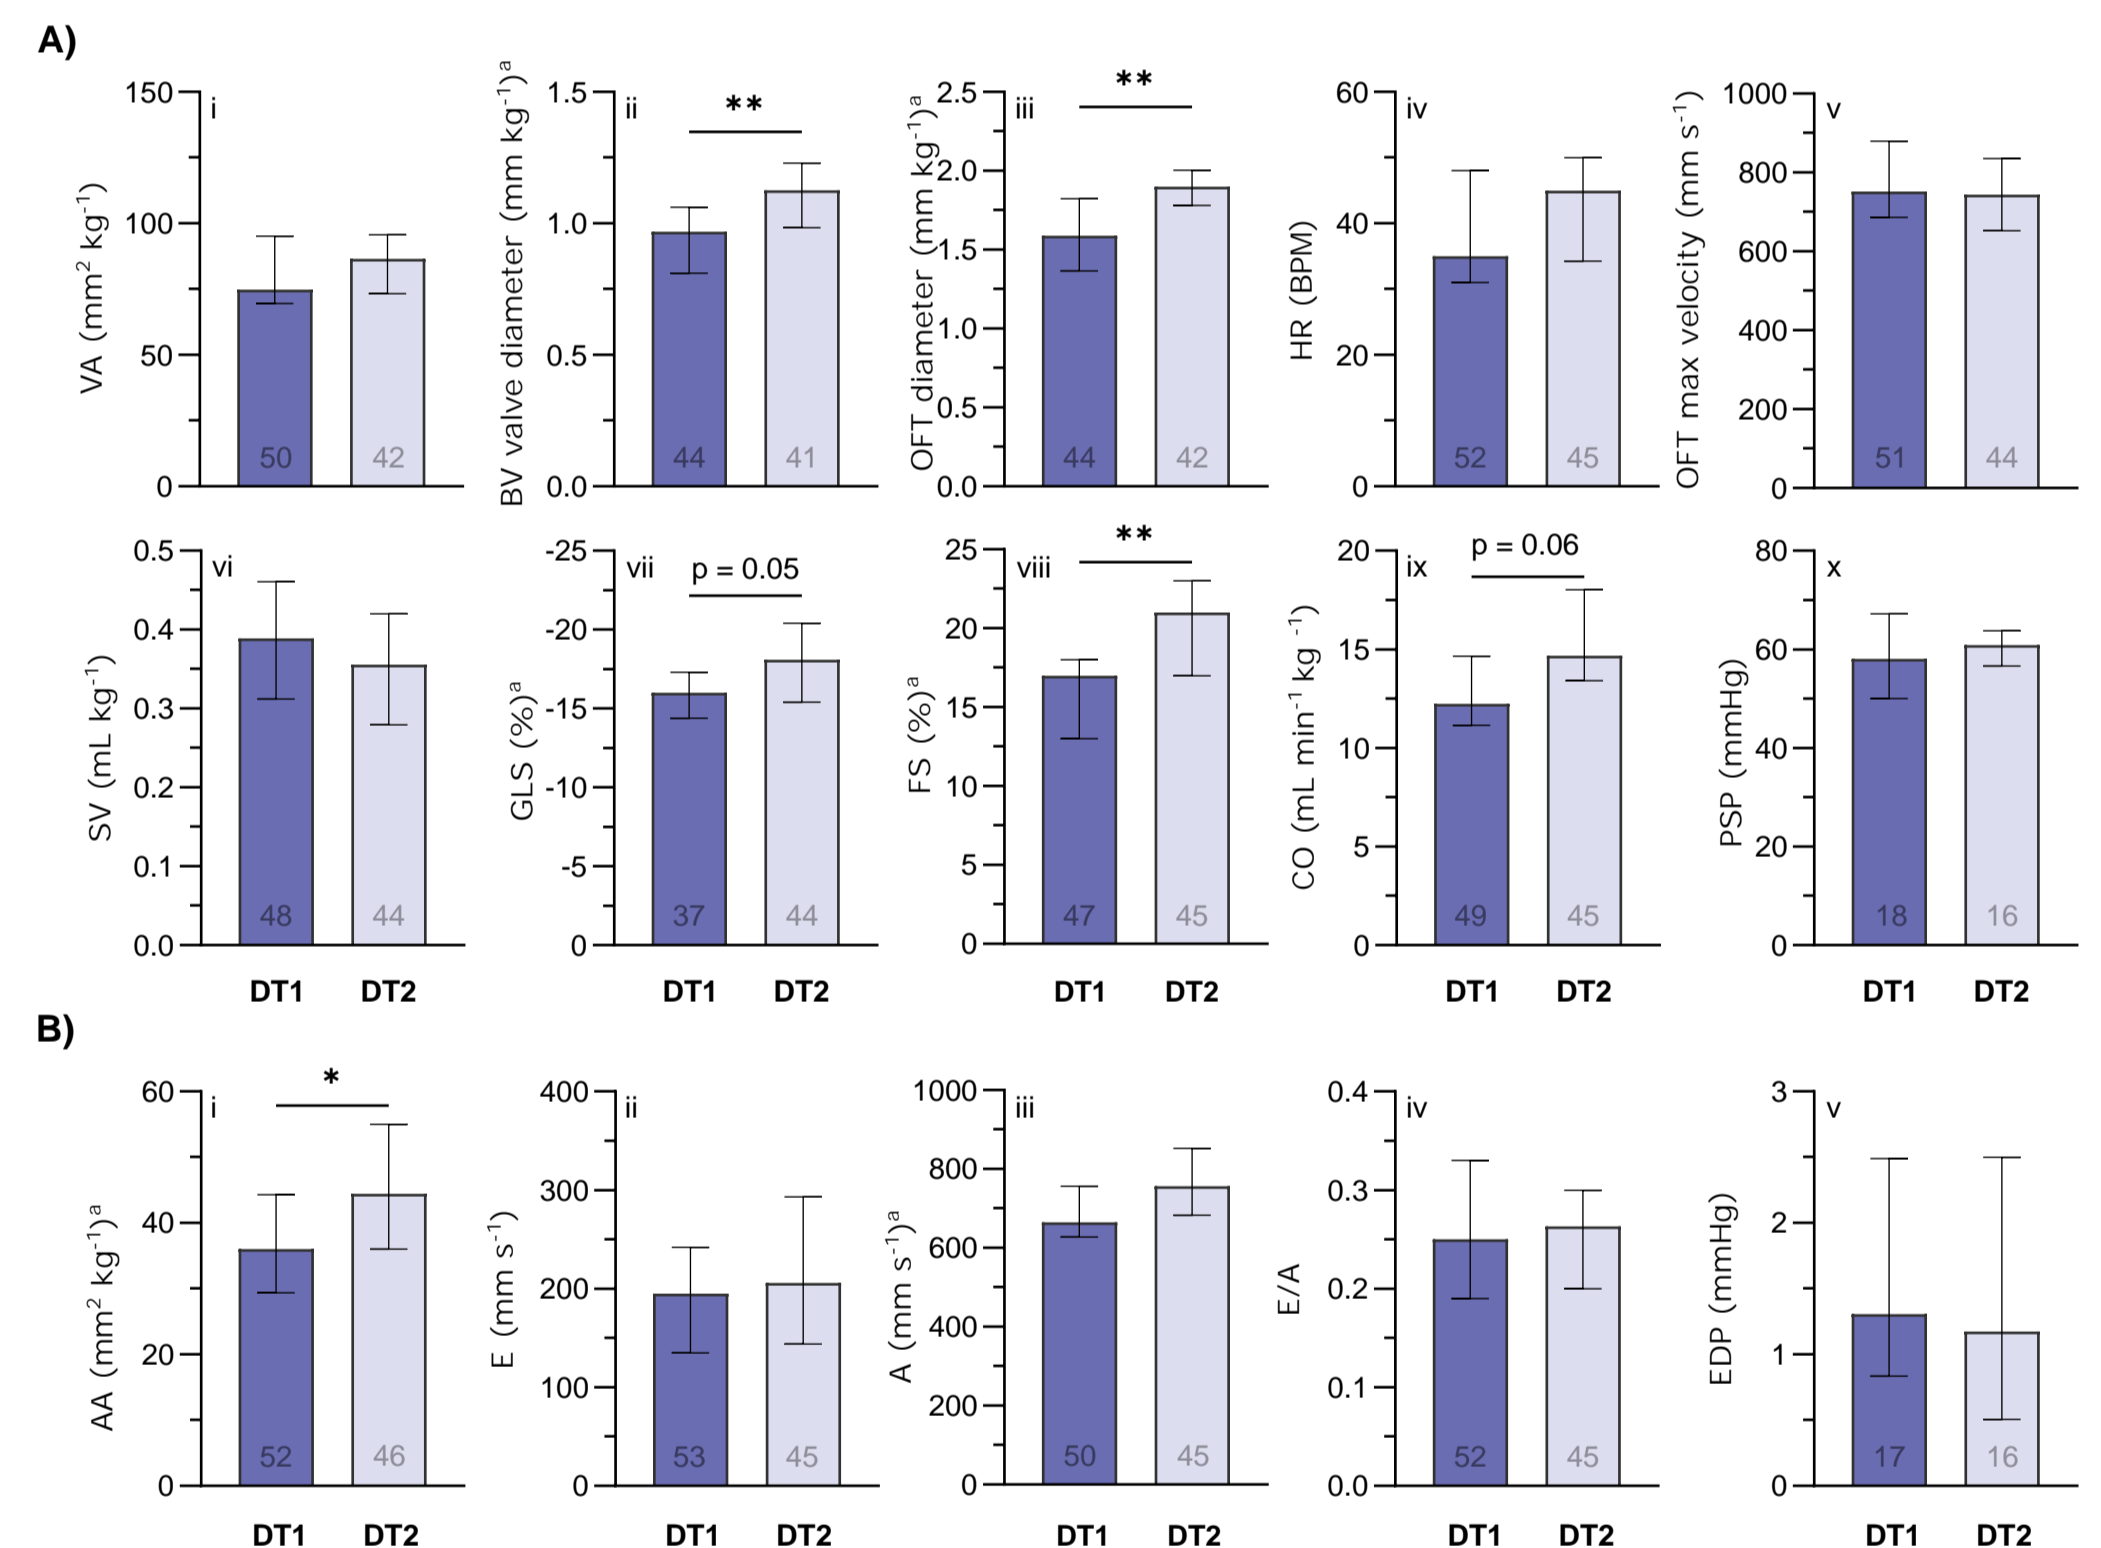 A)
i
VA (mm² kg⁻¹)
150
100
50
0
50
42
ii
BV valve diameter (mm kg⁻¹)ᵃ
1.5
1.0
0.5
0.0
**
44
41
iii
OFT diameter (mm kg⁻¹)ᵃ
2.5
2.0
1.5
1.0
0.5
0.0
**
44
42
iv
HR (BPM)
60
40
20
0
52
45
v
OFT max velocity (mm s⁻¹)
1000
800
600
400
200
0
51
44
vi
SV (mL kg⁻¹)
0.5
0.4
0.3
0.2
0.1
0.0
48
44
DT1 DT2
vii
GLS (%)ᵃ
-25
-20
-15
-10
-5
0
p = 0.05
37
44
DT1 DT2
viii
FS (%)ᵃ
25
20
15
10
5
0
**
47
45
DT1 DT2
ix
CO (mL min⁻¹ kg ⁻¹)
20
15
10
5
0
p = 0.06
49
45
DT1 DT2
x
PSP (mmHg)
80
60
40
20
0
18
16
DT1 DT2
B)
i
AA (mm² kg⁻¹)ᵃ
60
40
20
0
*
52
46
DT1 DT2
ii
E (mm s⁻¹)
400
300
200
100
0
53
45
DT1 DT2
iii
A (mm s⁻¹)ᵃ
1000
800
600
400
200
0
50
45
DT1 DT2
iv
E/A
0.4
0.3
0.2
0.1
0.0
52
45
DT1 DT2
v
EDP (mmHg)
3
2
1
0
17
16
DT1 DT2